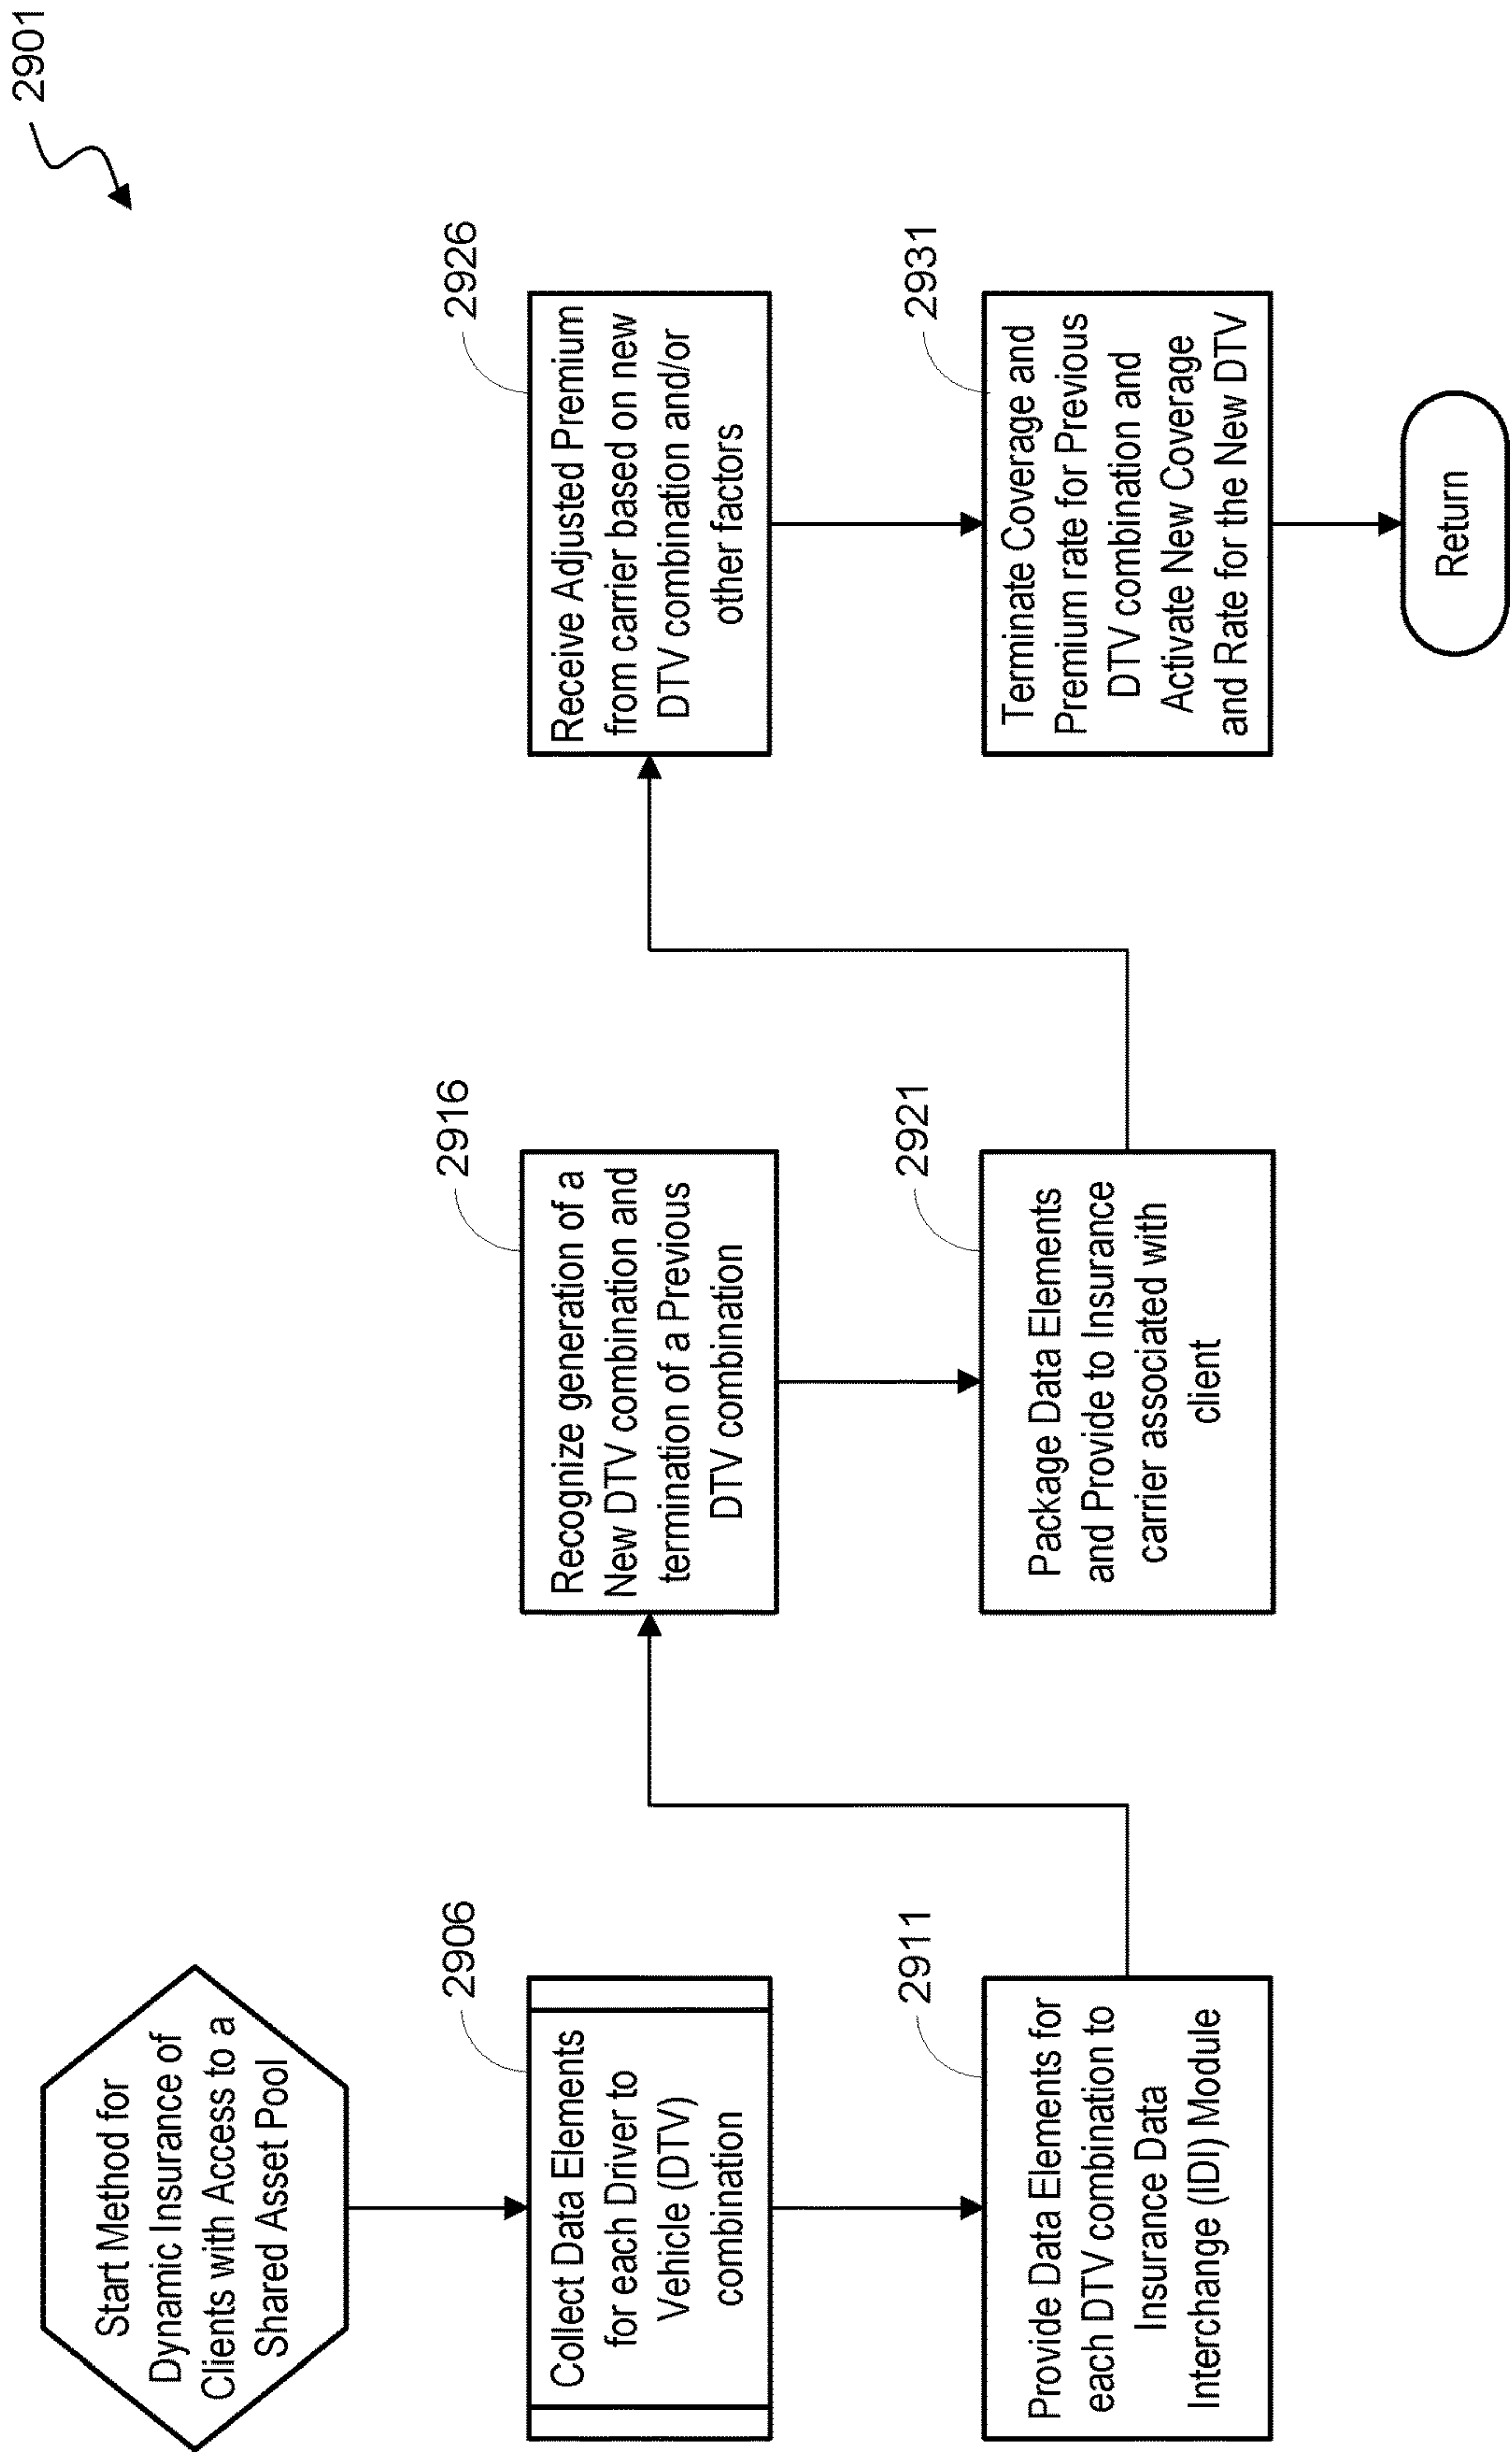 2901
Start Method for
Dynamic Insurance of
Clients with Access to a
Shared Asset Pool
2906
Collect Data Elements
for each Driver to
Vehicle (DTV)
combination
2911
Provide Data Elements for
each DTV combination to
Insurance Data
Interchange (IDI) Module
2916
Recognize generation of a
New DTV combination and
termination of a Previous
DTV combination
2921
Package Data Elements
and Provide to Insurance
carrier associated with
client
2926
Receive Adjusted Premium
from carrier based on new
DTV combination and/or
other factors
2931
Terminate Coverage and
Premium rate for Previous
DTV combination and
Activate New Coverage
and Rate for the New DTV
Return